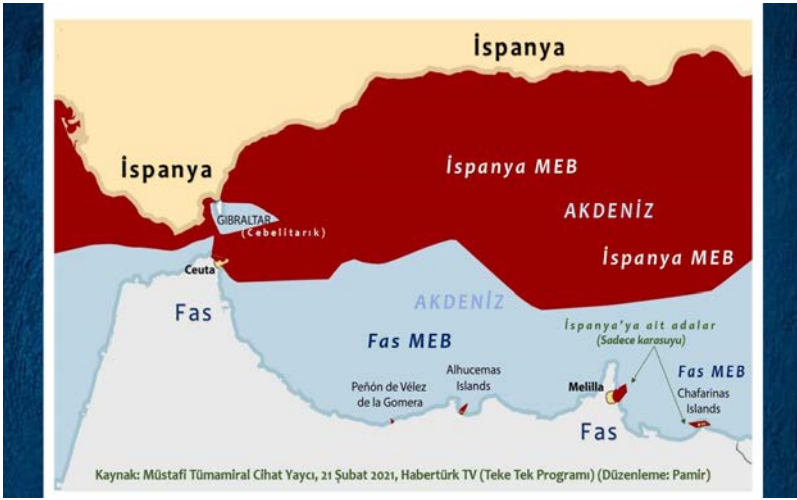 İspanya
İspanya
İspanya MEB
AKDENİZ
GIBRALTAR
(Cebelitarık)
İspanya MEB
Ceuta
AKDENİZ
Fas
İspanya'ya ait adalar
(Sadece karasuyu)
Fas MEB
Alhucemas
Islands
Fas MEB
Peñón de Vélez
de la Gomera
Melilla
Chafarinas
Islands
Fas
Fas
Kaynak: Müstafi Tümamiral Cihat Yaycı, 21 Şubat 2021, Habertürk TV (Teke Tek Programı) (Düzenleme: Pamir)